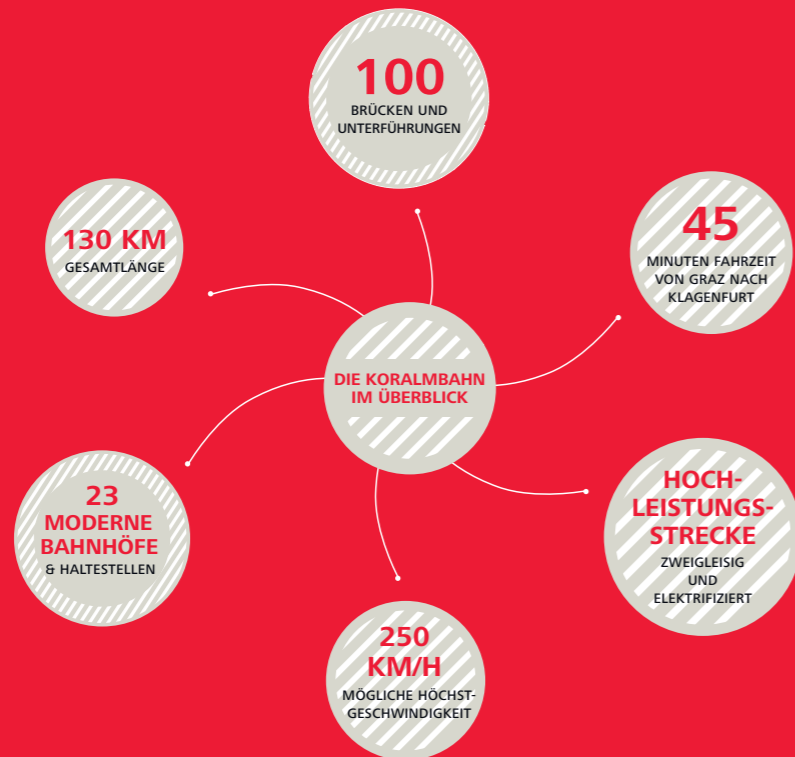 100
BRÜCKEN UND
UNTERFÜHRUNGEN
130 KM
GESAMTLÄNGE
45
MINUTEN FAHRZEIT
VON GRAZ NACH
KLAGENFURT
DIE KORALMBAHN
IM ÜBERBLICK
23
MODERNE
BAHNHÖFE
& HALTESTELLEN
HOCH-
LEISTUNGS-
STRECKE
ZWEIGLEISIG
UND
ELEKTRIFIZIERT
250
KM/H
MÖGLICHE HÖCHST-
GESCHWINDIGKEIT